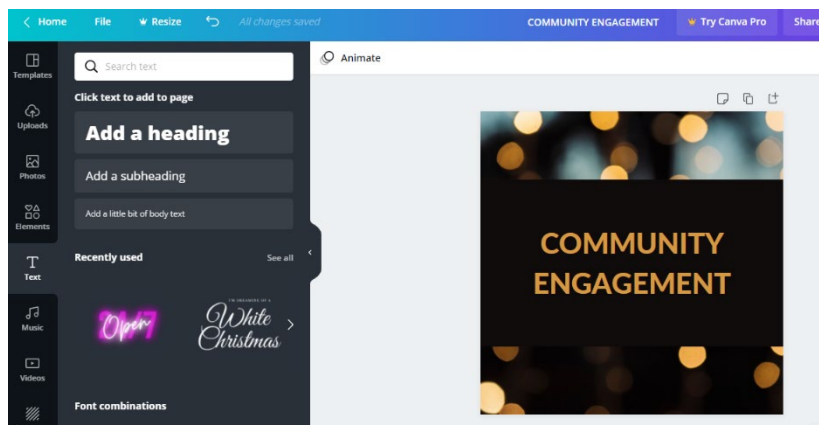 Home File Resize All changes saved COMMUNITY ENGAGEMENT Try Canva Pro Share
Templates
Uploads
Photos
Elements
Text
Music
Videos
Search text
Click text to add to page
Add a heading
Add a subheading
Add a little bit of body text
Recently used See all
Open
I'M DREAMING OF A
White
Christmas
Font combinations
Animate
COMMUNITY
ENGAGEMENT